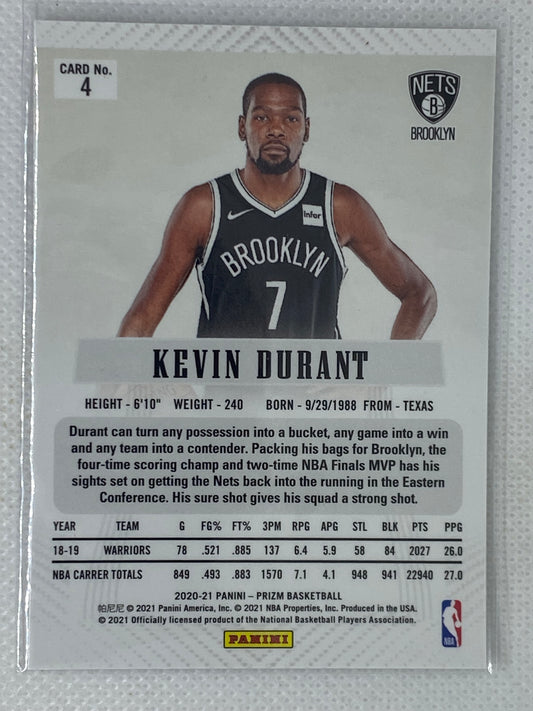 CARD No.
4
NETS
B
BROOKLYN
infor
BROOKLYN
7
KEVIN DURANT
HEIGHT - 6'10" WEIGHT - 240 BORN - 9/29/1988 FROM - TEXAS
Durant can turn any possession into a bucket, any game into a win
and any team into a contender. Packing his bags for Brooklyn, the
four-time scoring champ and two-time NBA Finals MVP has his
sights set on getting the Nets back into the running in the Eastern
Conference. His sure shot gives his squad a strong shot.
YEAR TEAM G FG% FT% 3PM RPG APG STL BLK PTS PPG
18-19 WARRIORS 78 .521 .885 137 6.4 5.9 58 84 2027 26.0
NBA CARRER TOTALS 849 .493 .883 1570 7.1 4.1 948 941 22940 27.0
2020-21 PANINI – PRIZM BASKETBALL
帕尼尼 © 2021 Panini America, Inc. © 2021 NBA Properties, Inc. Produced in the USA.
© 2021 Officially licensed product of the National Basketball Players Association.
PANINI
NBA